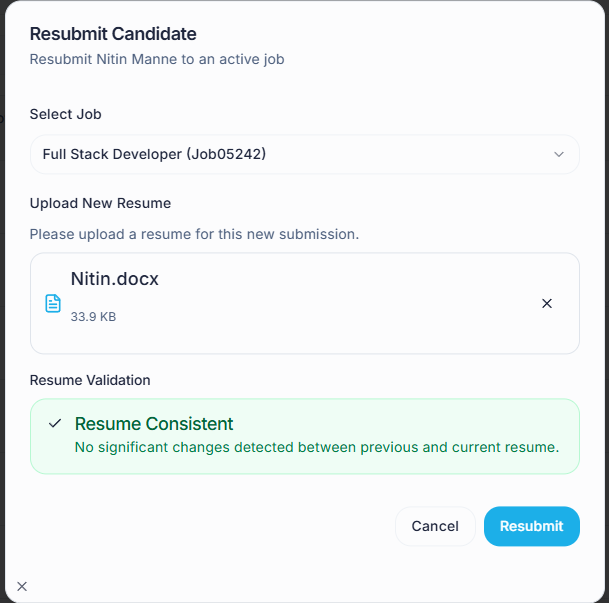 Resubmit Candidate
Resubmit Nitin Manne to an active job
Select Job
Full Stack Developer (Job05242)
Upload New Resume
Please upload a resume for this new submission.
Nitin.docx
33.9 KB
Resume Validation
Resume Consistent
No significant changes detected between previous and current resume.
Cancel
Resubmit